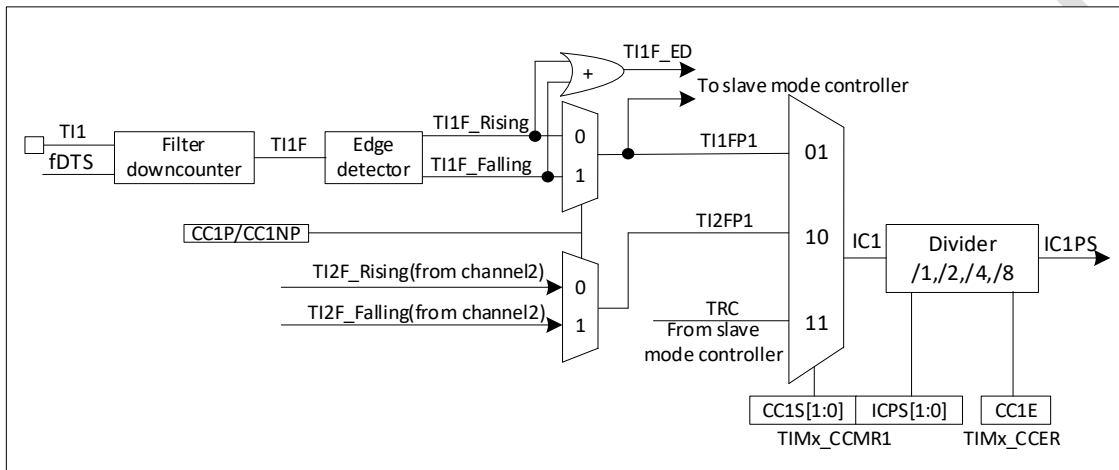 TI1F_ED
To slave mode controller
TI1
fDTS
Filter
downcounter
TI1F
Edge
detector
TI1F_Rising
TI1F_Falling
+
0
1
TI1FP1
01
CC1P/CC1NP
TI2F_Rising(from channel2)
TI2F_Falling(from channel2)
0
1
TI2FP1
10
TRC
From slave
mode controller
11
IC1
Divider
/1,/2,/4,/8
IC1PS
CC1S[1:0]
ICPS[1:0]
CC1E
TIMx_CCMR1
TIMx_CCER